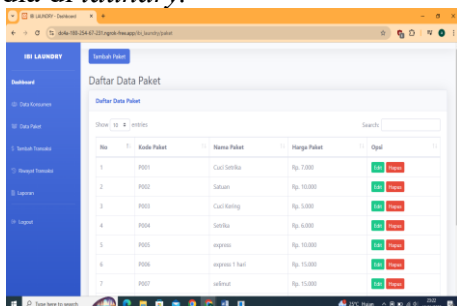 dia di laundry.
IBI LAUNDRY - Dashboard
IBI LAUNDRY
Tambah Paket
Dashboard
Daftar Data Paket
Data Konsumen
Daftar Data Paket
Data Paket
Show 10 entries
Search:
Tambah Transaksi
No Kode Paket Nama Paket Harga Paket Opsi
Riwayat Transaksi
1 P001 Cuci Setrika Rp. 7.000 Edit Hapus
Laporan
2 P002 Satuan Rp. 10.000 Edit Hapus
3 P003 Cuci Kering Rp. 5.000 Edit Hapus
Logout
4 P004 Setrika Rp. 6.000 Edit Hapus
5 P005 express Rp. 10.000 Edit Hapus
6 P006 express 1 hari Rp. 15.000 Edit Hapus
7 P007 selimut Rp. 15.000 Edit Hapus
Type here to search